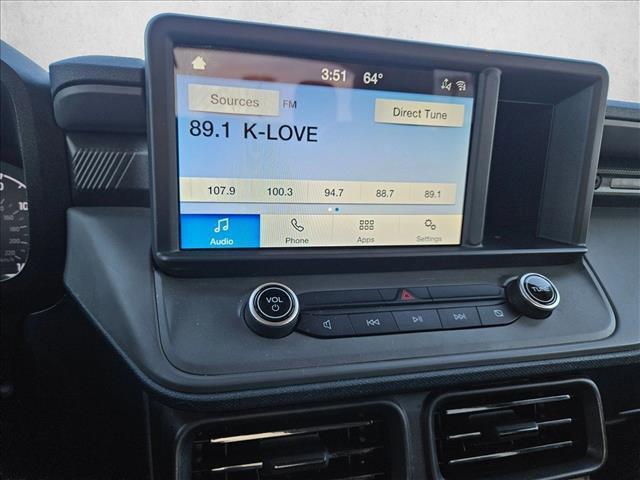 3:51 64°
Sources FM
Direct Tune
89.1 K-LOVE
107.9 100.3 94.7 88.7 89.1
Audio Phone Apps Settings
VOL
TUNE